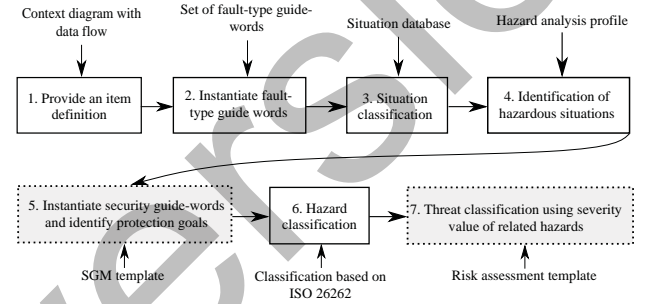 Context diagram with
data flow
Set of fault-type guide-
words
Situation database
Hazard analysis profile
1. Provide an item
definition
2. Instantiate fault-
type guide words
3. Situation
classification
4. Identification of
hazardous situations
5. Instantiate security guide-words
and identify protection goals
6. Hazard
classification
7. Threat classification using severity
value of related hazards
SGM template
Classification based on
ISO 26262
Risk assessment template